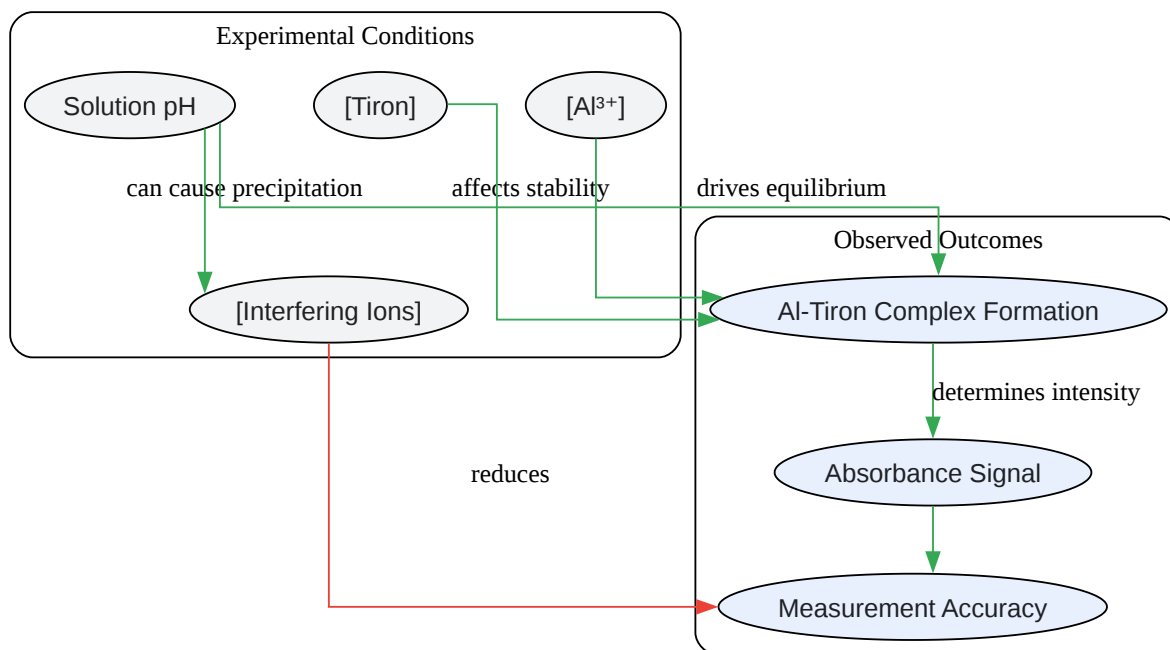 Experimental Conditions
Solution pH
[Tiron]
[Al³⁺]
can cause precipitation
affects stability
drives equilibrium
Observed Outcomes
[Interfering Ions]
Al-Tiron Complex Formation
determines intensity
reduces
Absorbance Signal
Measurement Accuracy